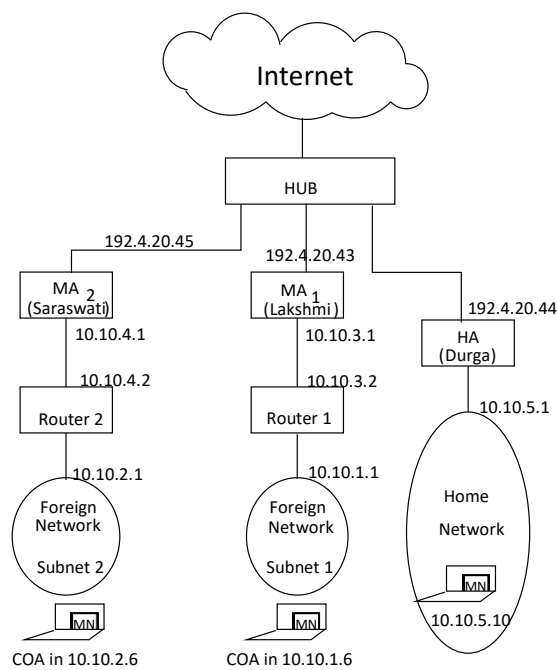 Internet
HUB
192.4.20.45
192.4.20.43
192.4.20.44
MA 2
(Saraswati)
MA 1
(Lakshmi)
HA
(Durga)
10.10.4.1
10.10.3.1
10.10.4.2
10.10.3.2
10.10.5.1
Router 2
Router 1
10.10.2.1
10.10.1.1
Foreign
Network
Subnet 2
Foreign
Network
Subnet 1
Home
Network
MN
10.10.5.10
MN
MN
COA in 10.10.2.6
COA in 10.10.1.6